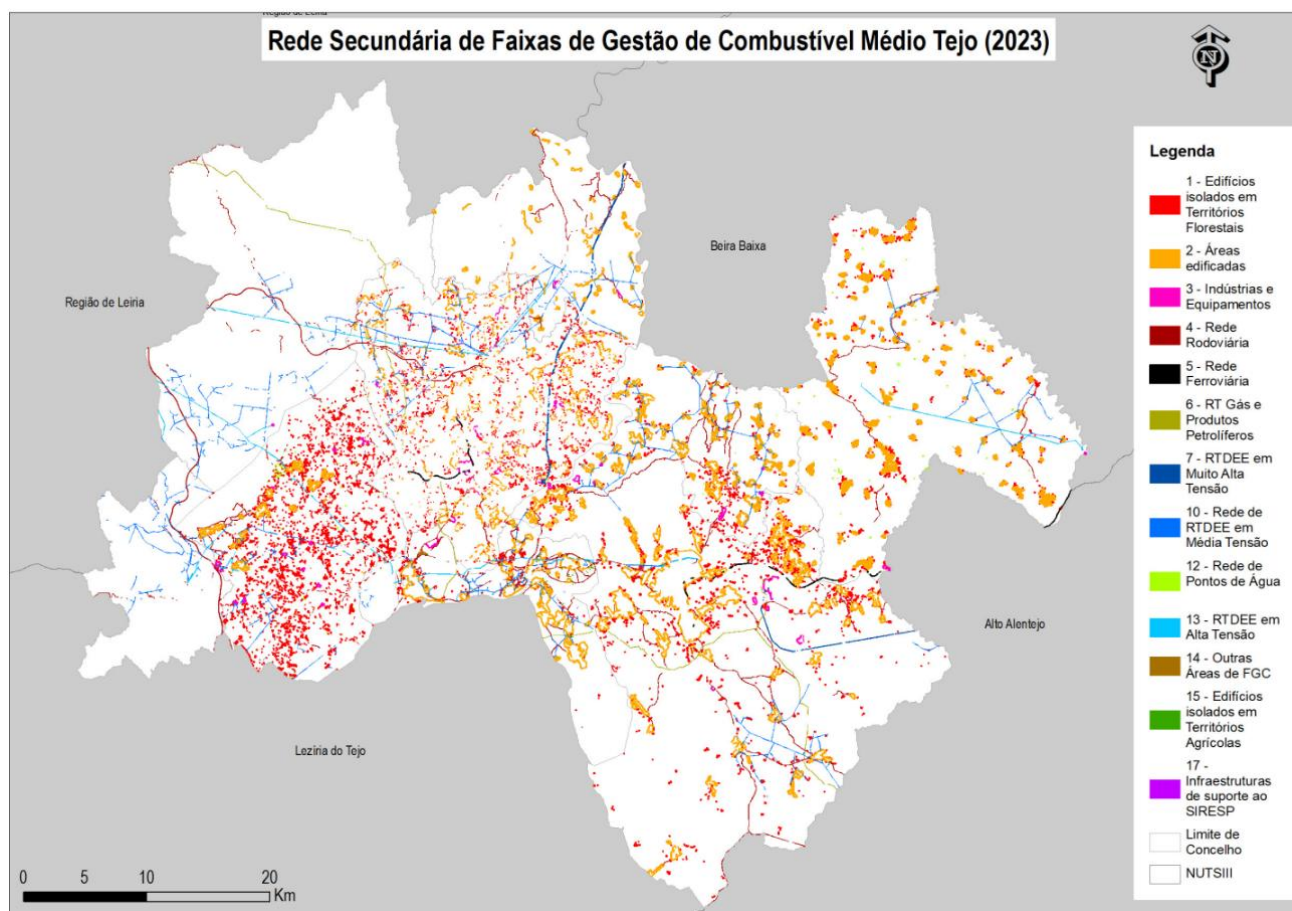 Região de Leiria
Rede Secundária de Faixas de Gestão de Combustível Médio Tejo (2023)
N
Legenda
1 - Edifícios
isolados em
Territórios
Florestais
2 - Áreas
edificadas
3 - Indústrias e
Equipamentos
4 - Rede
Rodoviária
5 - Rede
Ferroviária
6 - RT Gás e
Produtos
Petrolíferos
7 - RTDEE em
Muito Alta
Tensão
10 - Rede de
RTDEE em
Média Tensão
12 - Rede de
Pontos de Água
13 - RTDEE em
Alta Tensão
14 - Outras
Áreas de FGC
15 - Edifícios
isolados em
Territórios
Agrícolas
17 -
Infraestruturas
de suporte ao
SIRESP
Limite de
Concelho
NUTSIII
Beira Baixa
Região de Leiria
Alto Alentejo
Lezíria do Tejo
0 5 10 20
Km